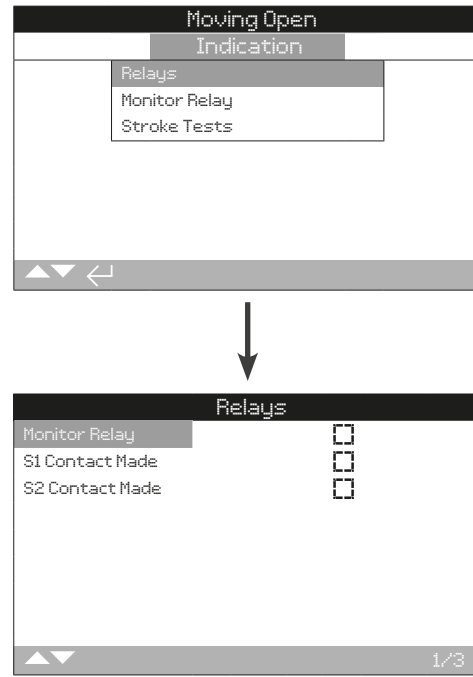 Moving Open
Indication
Relays
Monitor Relay
Stroke Tests
Relays
Monitor Relay
S1 Contact Made
S2 Contact Made
1/3